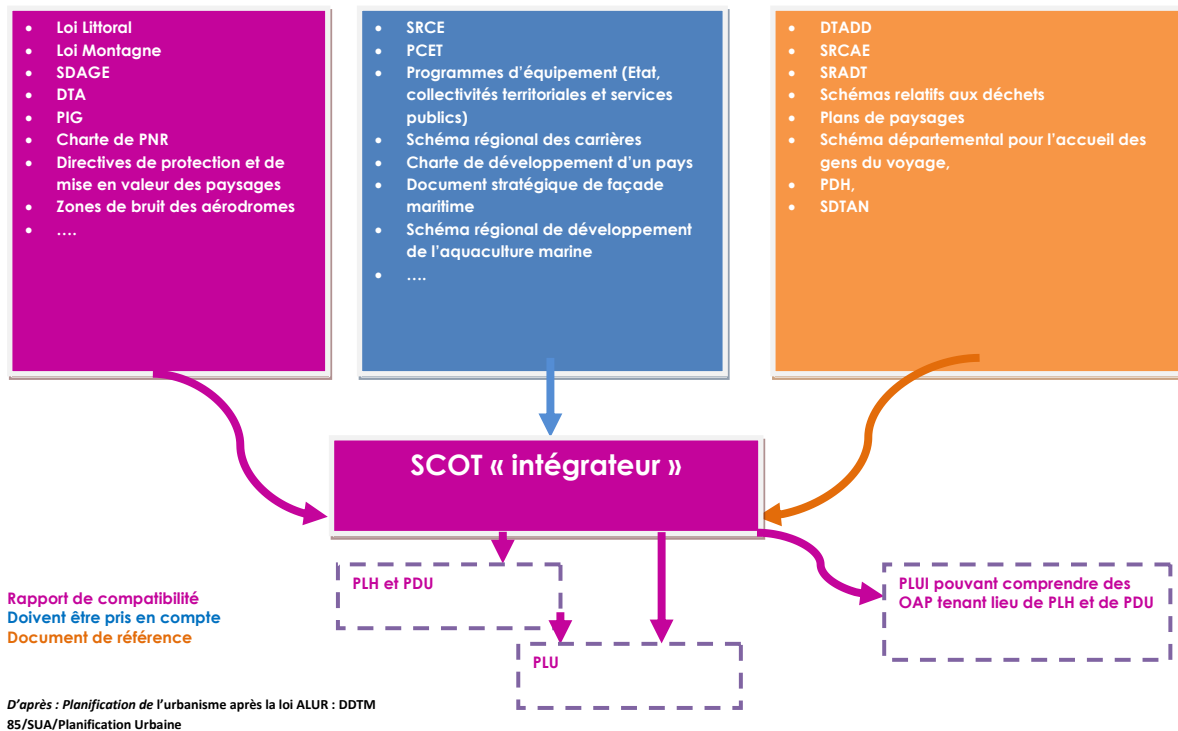 • Loi Littoral
• Loi Montagne
• SDAGE
• DTA
• PIG
• Charte de PNR
• Directives de protection et de
mise en valeur des paysages
• Zones de bruit des aérodromes
• ….
• SRCE
• PCET
• Programmes d'équipement (Etat,
collectivités territoriales et services
publics)
• Schéma régional des carrières
• Charte de développement d'un pays
• Document stratégique de façade
maritime
• Schéma régional de développement
de l'aquaculture marine
• ….
• DTADD
• SRCAE
• SRADT
• Schémas relatifs aux déchets
• Plans de paysages
• Schéma départemental pour l'accueil des
gens du voyage,
• PDH,
• SDTAN
SCOT « intégrateur »
PLH et PDU
PLU
PLUI pouvant comprendre des
OAP tenant lieu de PLH et de PDU
Rapport de compatibilité
Doivent être pris en compte
Document de référence
D'après : Planification de l'urbanisme après la loi ALUR : DDTM
85/SUA/Planification Urbaine